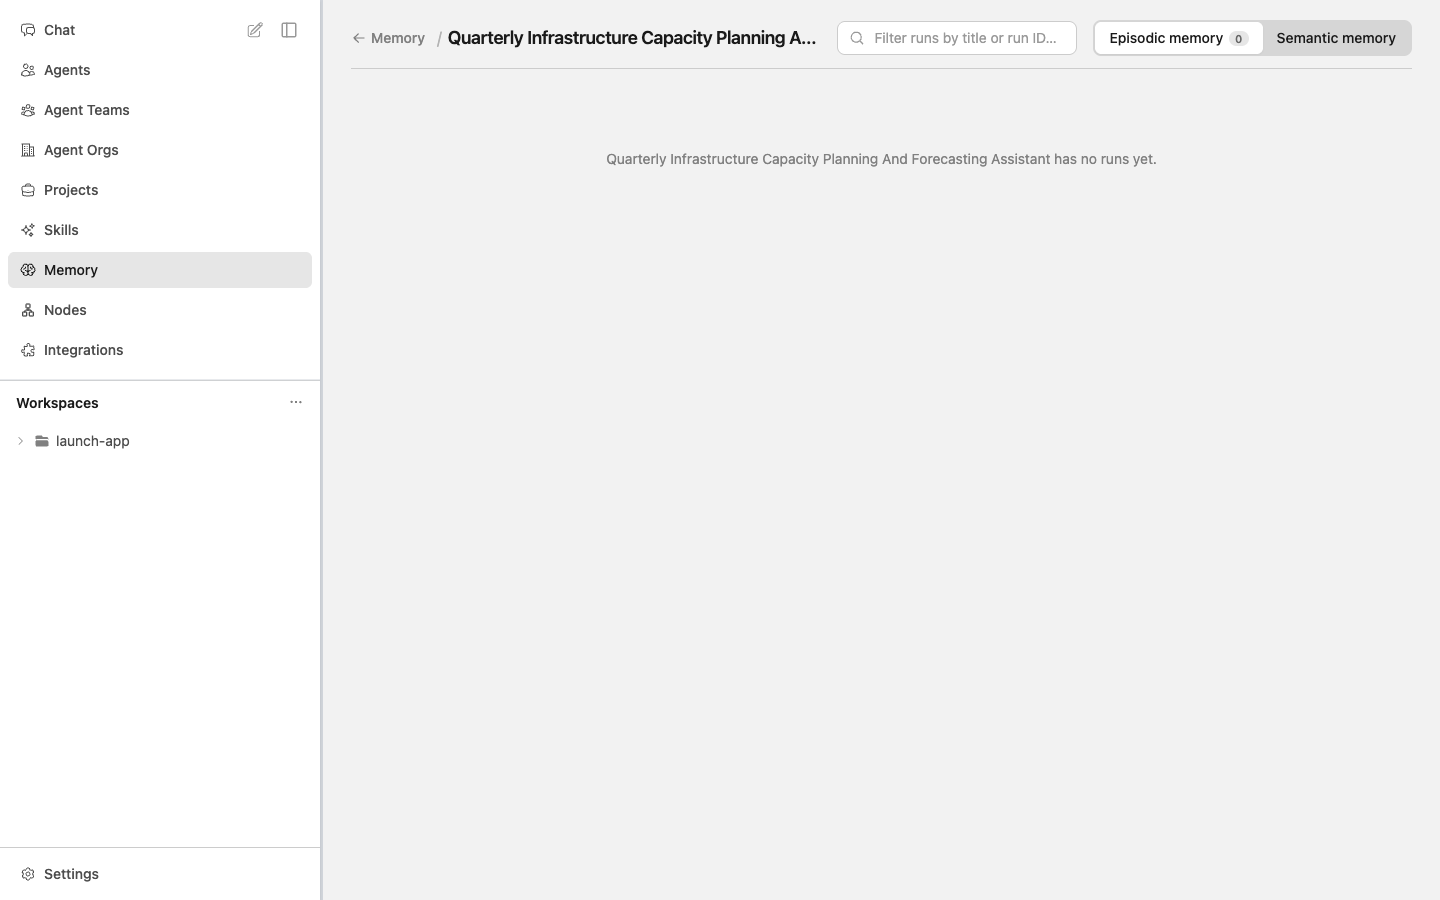 Chat
Agents
Agent Teams
Agent Orgs
Projects
Skills
Memory
Nodes
Integrations
Workspaces
launch-app
Settings
Memory / Quarterly Infrastructure Capacity Planning A...
Filter runs by title or run ID...
Episodic memory 0
Semantic memory
Quarterly Infrastructure Capacity Planning And Forecasting Assistant has no runs yet.